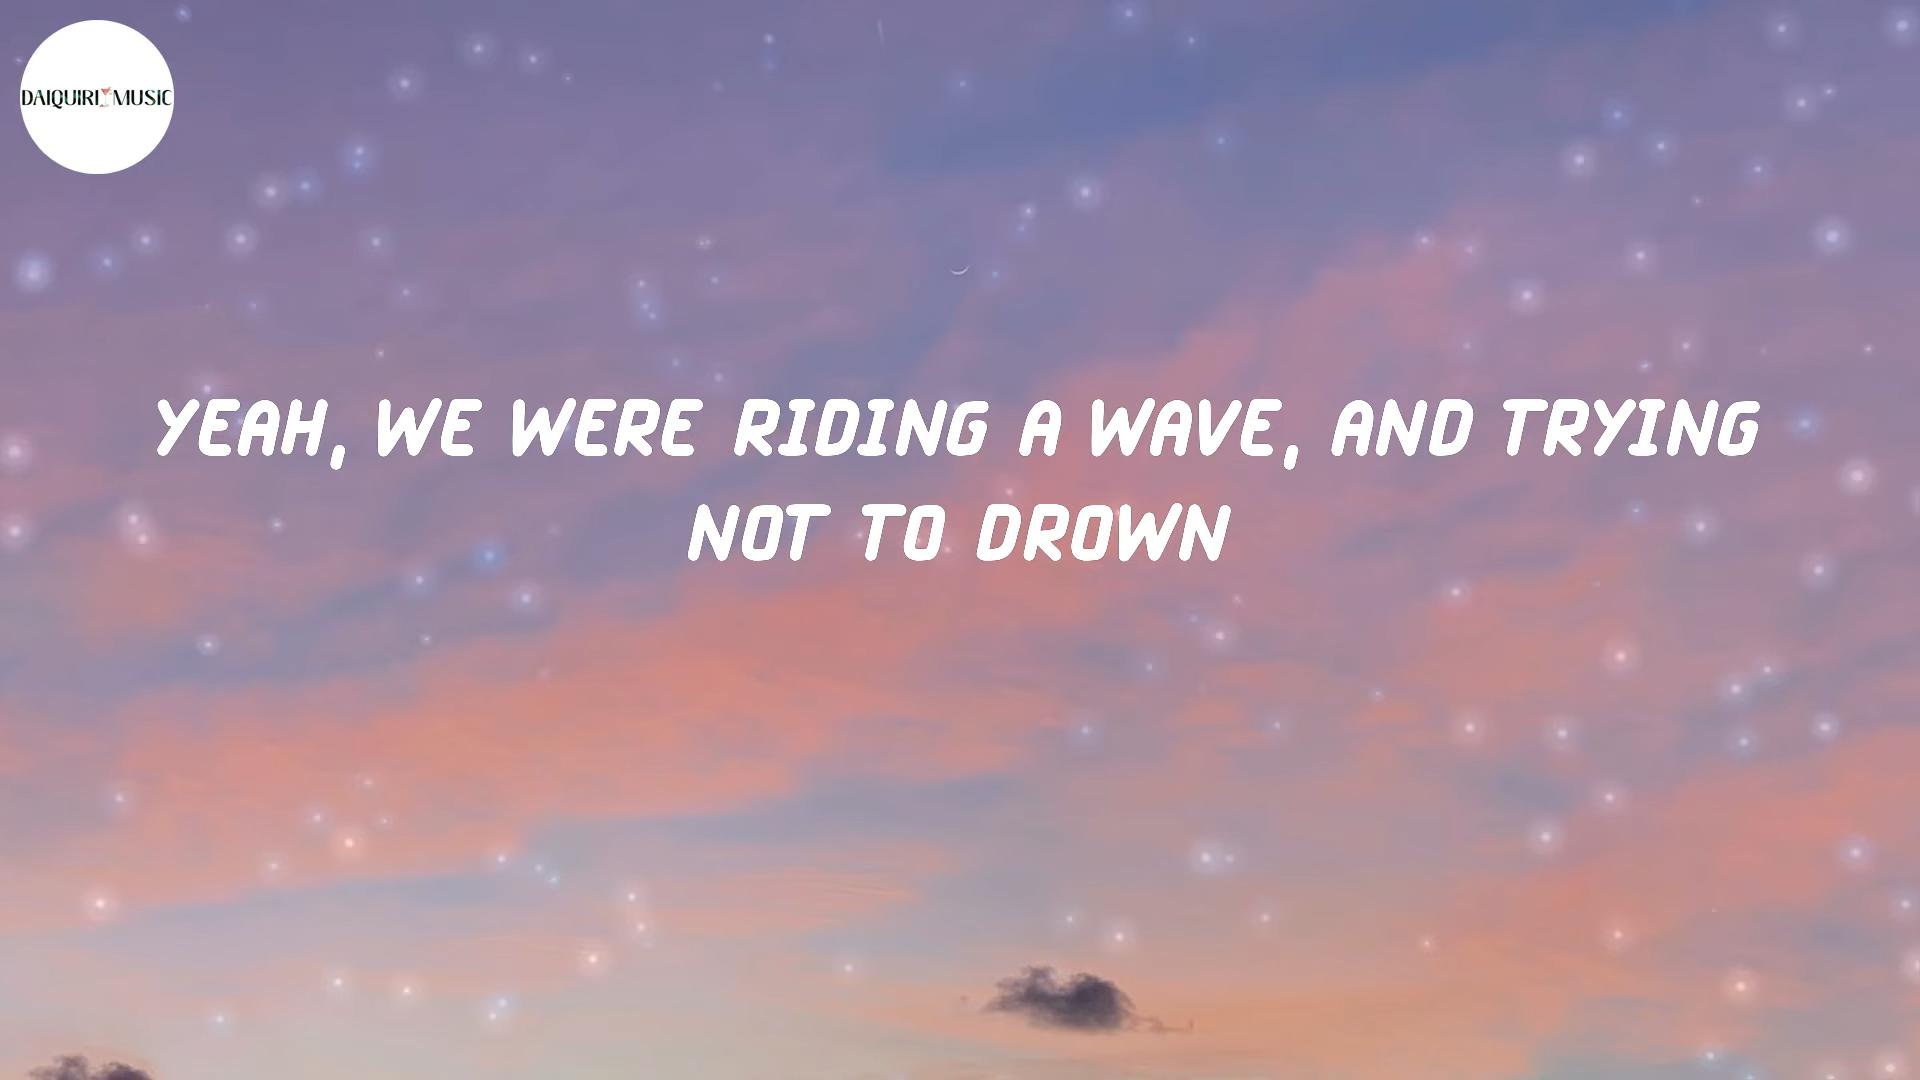 DAIQUIRI MUSIC
YEAH, WE WERE RIDING A WAVE, AND TRYING
NOT TO DROWN